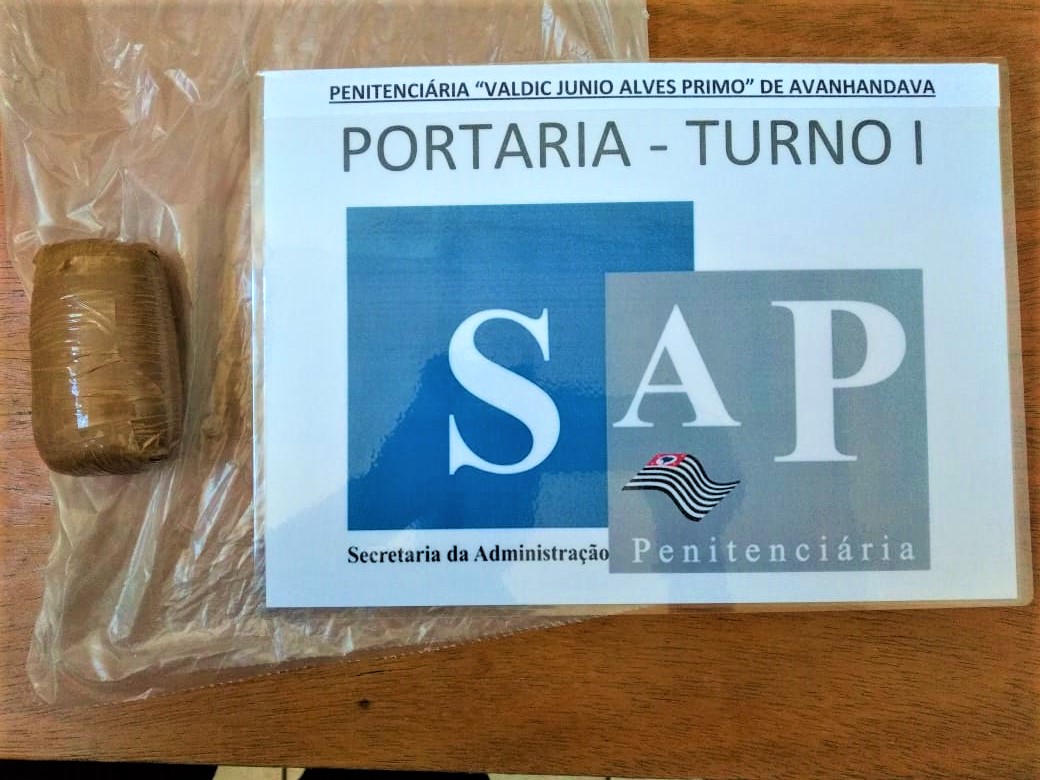 PENITENCIÁRIA “VALDIC JUNIO ALVES PRIMO” DE AVANHANDAVA
PORTARIA - TURNO I
SAP
Secretaria da Administração Penitenciária